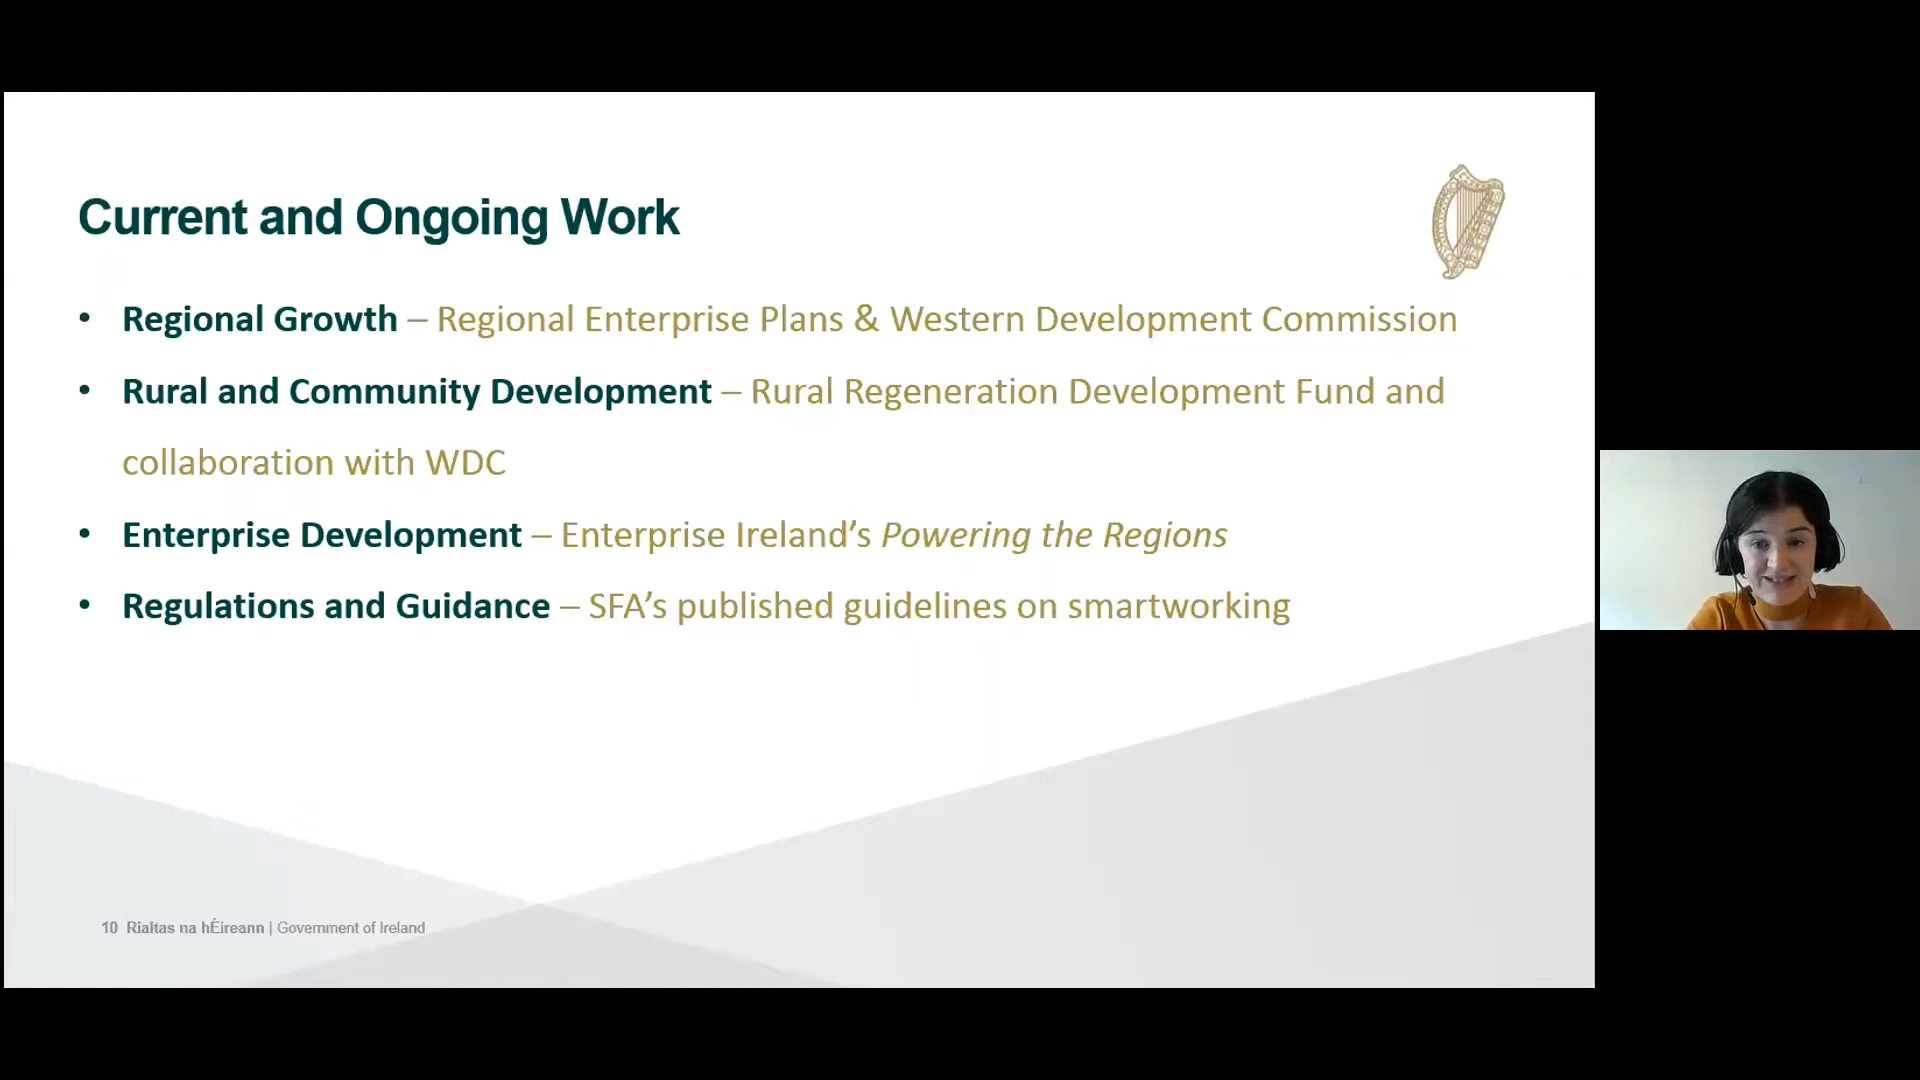 Current and Ongoing Work
• Regional Growth – Regional Enterprise Plans & Western Development Commission
• Rural and Community Development – Rural Regeneration Development Fund and
collaboration with WDC
• Enterprise Development – Enterprise Ireland’s Powering the Regions
• Regulations and Guidance – SFA’s published guidelines on smartworking
10 Rialtas na hÉireann | Government of Ireland